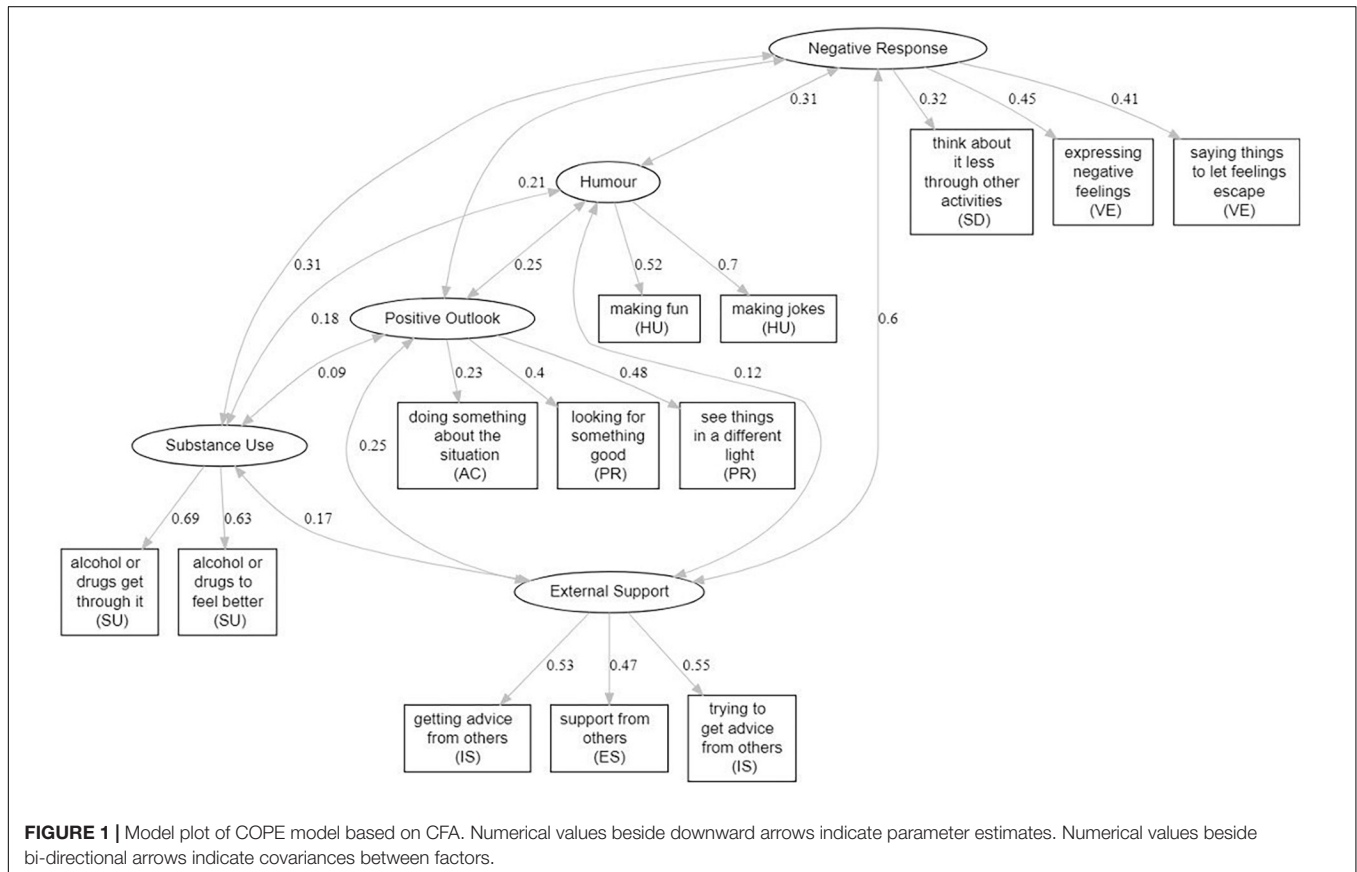 Negative Response
0.31
0.32
0.45
0.41
think about
it less
through other
activities
(SD)
expressing
negative
feelings
(VE)
saying things
to let feelings
escape
(VE)
0.21
Humour
0.31
0.25
0.52
0.7
making fun
(HU)
making jokes
(HU)
0.18
Positive Outlook
0.6
0.09
0.23
0.4
0.48
0.12
doing something
about the
situation
(AC)
looking for
something
good
(PR)
see things
in a different
light
(PR)
Substance Use
0.25
0.69
0.63
0.17
alcohol or
drugs get
through it
(SU)
alcohol or
drugs to
feel better
(SU)
External Support
0.53
0.47
0.55
getting advice
from others
(IS)
support from
others
(ES)
trying to
get advice
from others
(IS)
FIGURE 1 | Model plot of COPE model based on CFA. Numerical values beside downward arrows indicate parameter estimates. Numerical values beside
bi-directional arrows indicate covariances between factors.